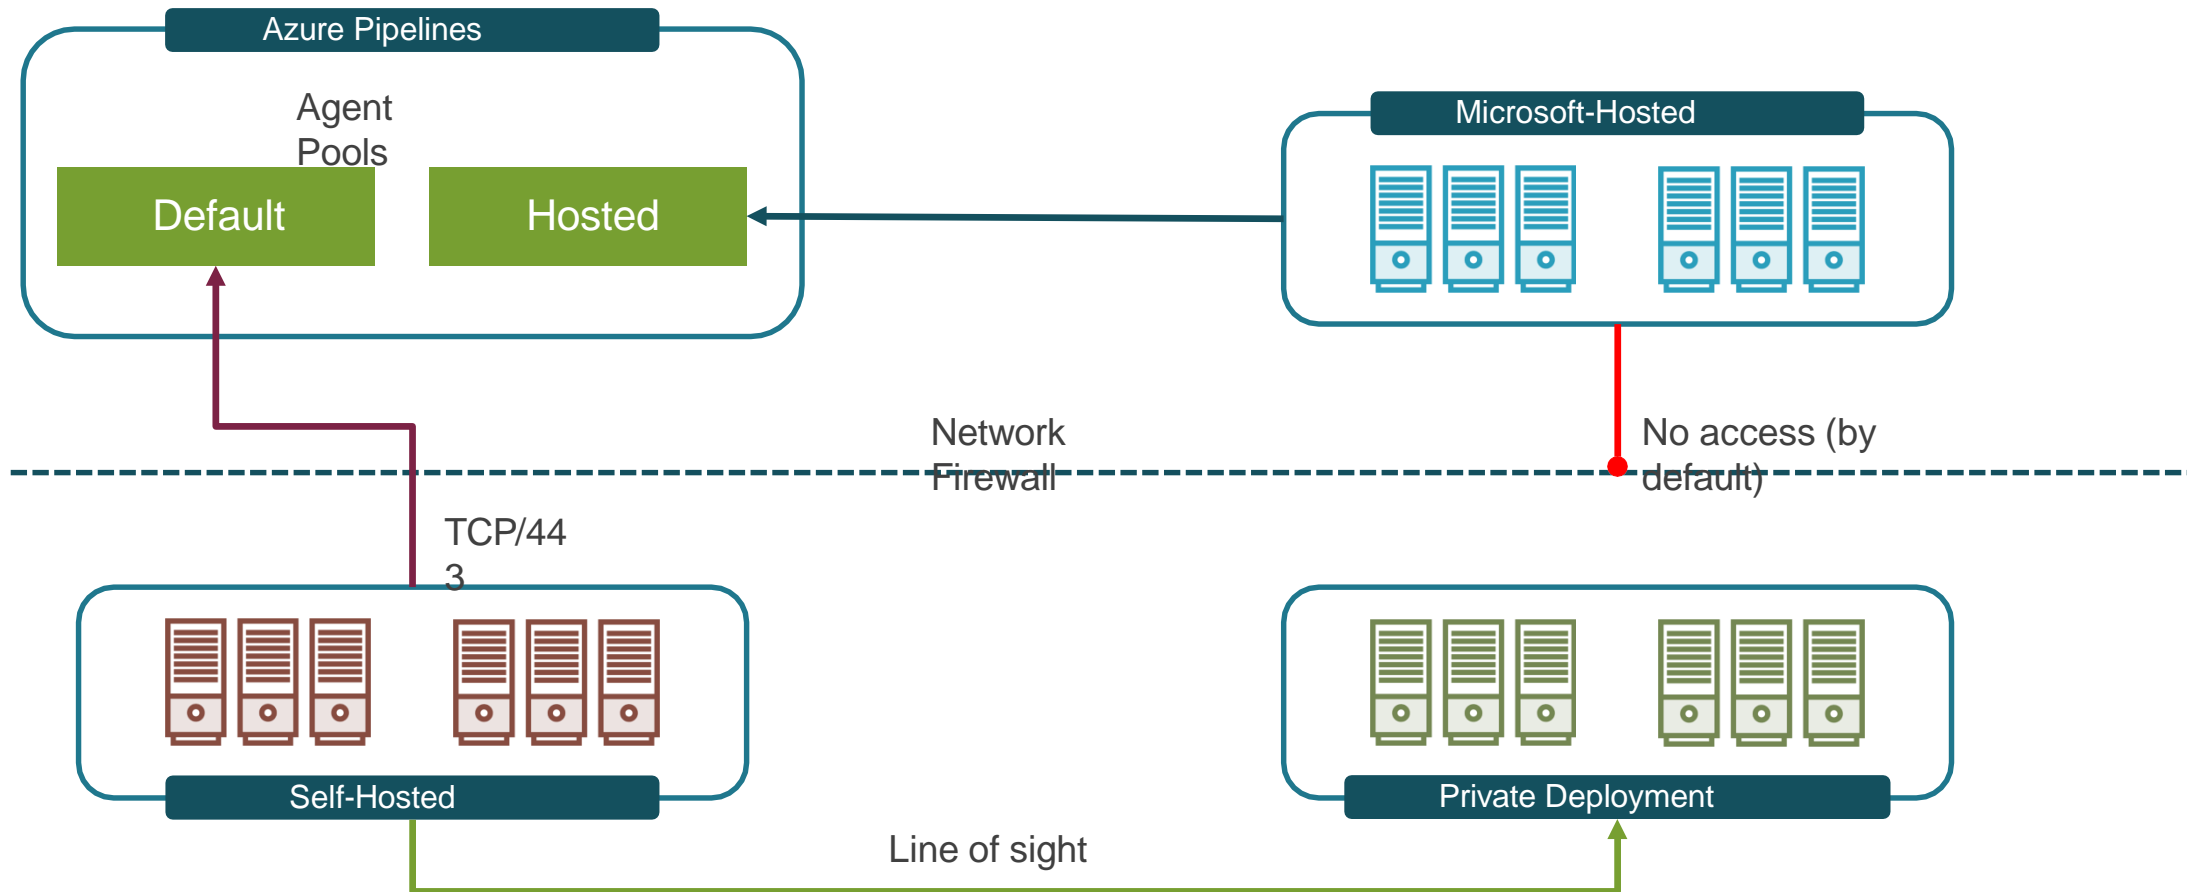 Azure Pipelines
Agent
Pools
Default
Hosted
Microsoft-Hosted
Network
Firewall
No access (by
default)
TCP/44
3
Self-Hosted
Private Deployment
Line of sight